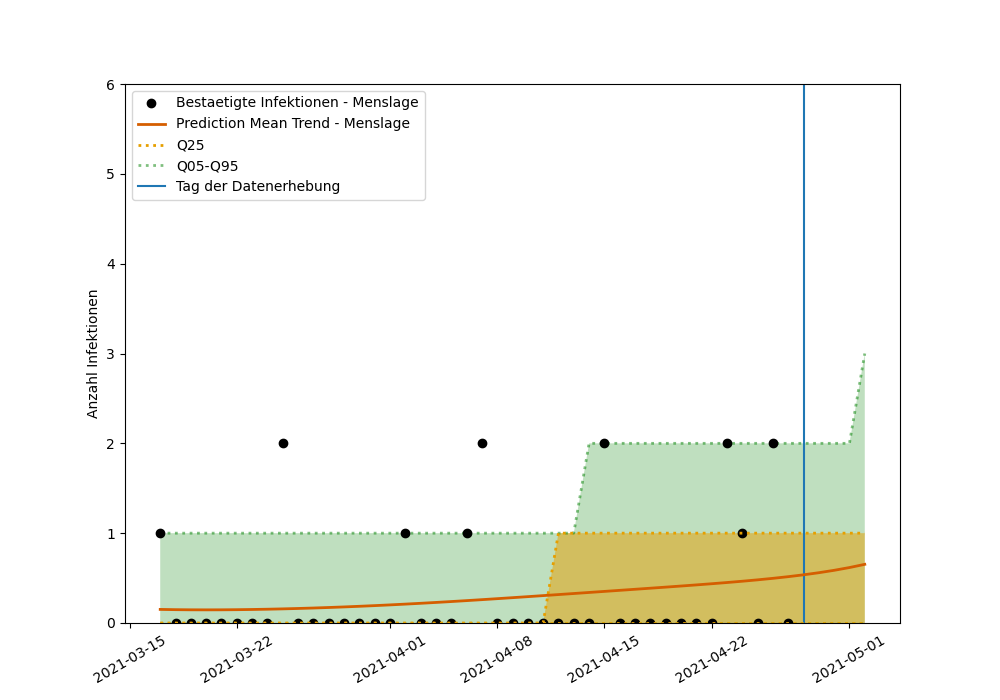 6
5
4
3
2
1
0
Anzahl Infektionen
Bestaetigte Infektionen - Menslage
Prediction Mean Trend - Menslage
Q25
Q05-Q95
Tag der Datenerhebung
2021-03-15
2021-03-22
2021-04-01
2021-04-08
2021-04-15
2021-04-22
2021-05-01